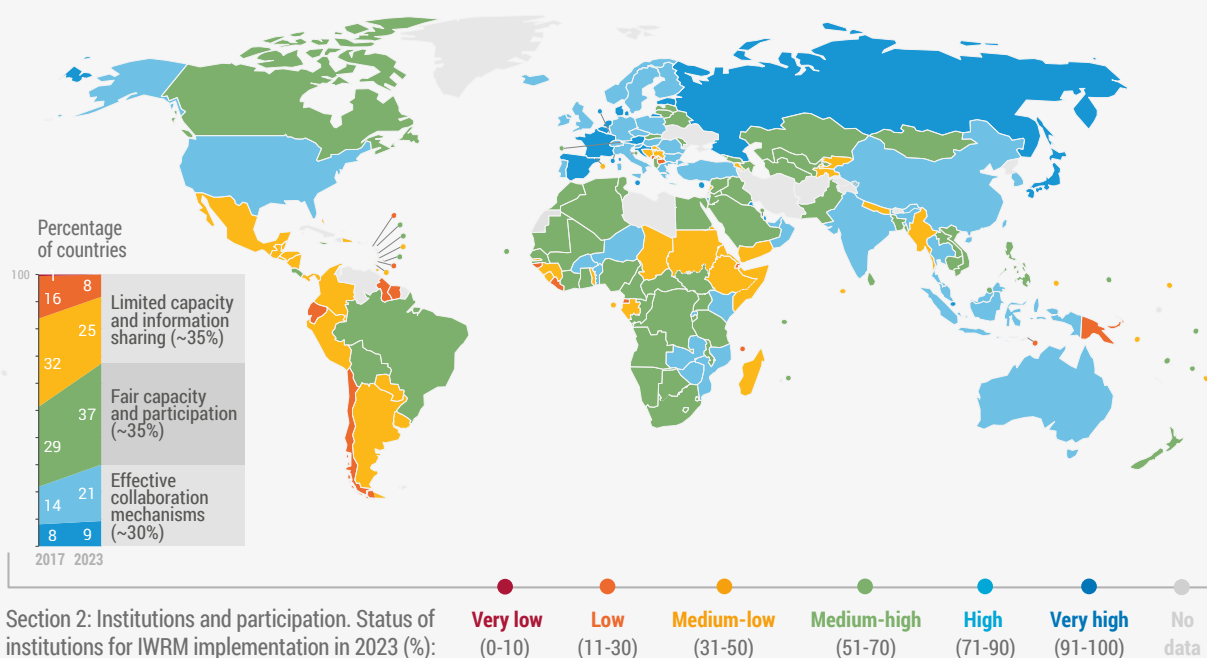 Percentage
of countries
100
1
8
16
25
32
37
29
21
14
8
9
Limited capacity
and information
sharing (~35%)
Fair capacity
and participation
(~35%)
Effective
collaboration
mechanisms
(~30%)
2017 2023
Section 2: Institutions and participation. Status of
institutions for IWRM implementation in 2023 (%):
Very low
(0-10)
Low
(11-30)
Medium-low
(31-50)
Medium-high
(51-70)
High
(71-90)
Very high
(91-100)
No
data